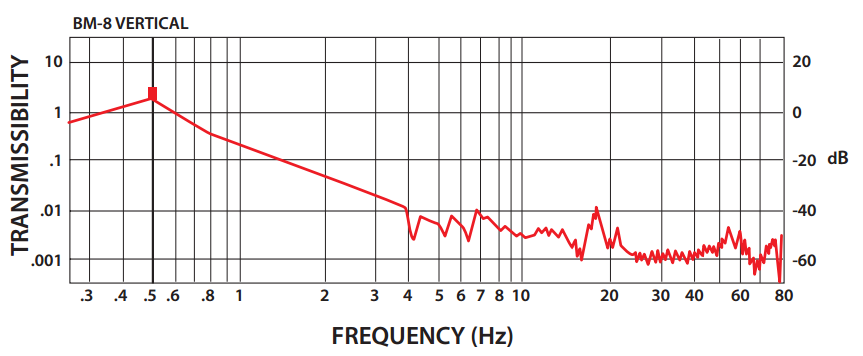 BM-8 VERTICAL
TRANSMISSIBILITY
10
1
.1
.01
.001
20
0
-20
-40
-60
dB
.3 .4 .5 .6 .8 1 2 3 4 5 6 7 8 10 20 30 40 60 80
FREQUENCY (Hz)